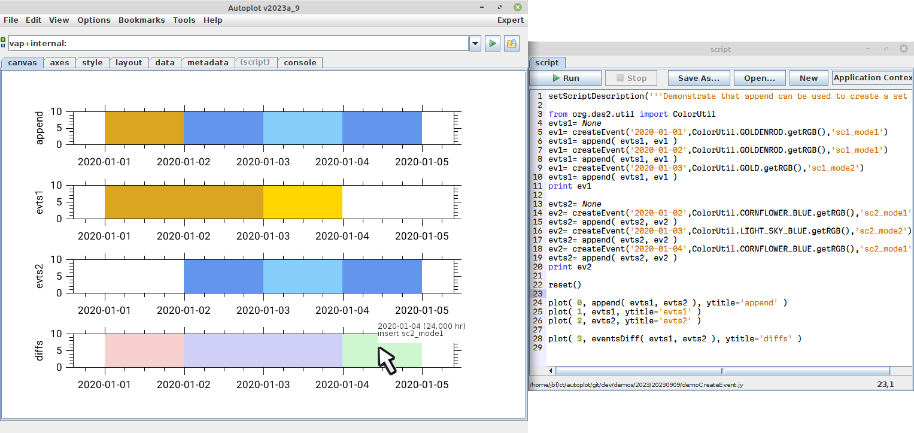 Autoplot v2023a_9
File Edit View Options Bookmarks Tools Help Expert
vap+internal:
canvas axes style layout data metadata (script) console
append
10
5
0
2020-01-01 2020-01-02 2020-01-03 2020-01-04 2020-01-05
evts1
10
5
0
2020-01-01 2020-01-02 2020-01-03 2020-01-04 2020-01-05
evts2
10
5
0
2020-01-01 2020-01-02 2020-01-03 2020-01-04 2020-01-05
diffs
10
5
0
2020-01-04 (24.000 hr)
insert sc2_mode1
2020-01-01 2020-01-02 2020-01-03 2020-01-04 2020-01-05
script
script
Run Stop Save As... Open... New Application Contex
1 setScriptDescription('''Demonstrate that append can be used to create a set
2
3 from org.das2.util import ColorUtil
4 evts1= None
5 ev1= createEvent('2020-01-01',ColorUtil.GOLDENROD.getRGB(),'sc1_mode1')
6 evts1= append( evts1, ev1 )
7 ev1= createEvent('2020-01-02',ColorUtil.GOLDENROD.getRGB(),'sc1_mode1')
8 evts1= append( evts1, ev1 )
9 ev1= createEvent('2020-01-03',ColorUtil.GOLD.getRGB(),'sc1_mode2')
10 evts1= append( evts1, ev1 )
11 print ev1
12
13 evts2= None
14 ev2= createEvent('2020-01-02',ColorUtil.CORNFLOWER_BLUE.getRGB(),'sc2_mode1'
15 evts2= append( evts2, ev2 )
16 ev2= createEvent('2020-01-03',ColorUtil.LIGHT_SKY_BLUE.getRGB(),'sc2_mode2')
17 evts2= append( evts2, ev2 )
18 ev2= createEvent('2020-01-04',ColorUtil.CORNFLOWER_BLUE.getRGB(),'sc2_mode1'
19 evts2= append( evts2, ev2 )
20 print ev2
21
22 reset()
23
24 plot( 0, append( evts1, evts2 ), ytitle='append' )
25 plot( 1, evts1, ytitle='evts1' )
26 plot( 2, evts2, ytitle='evts2' )
27
28 plot( 3, eventsDiff( evts1, evts2 ), ytitle='diffs' )
29
/home/jbf/ct/autoplot/git/dev/demos/2023/20230909/demoCreateEvent.jy 23,1